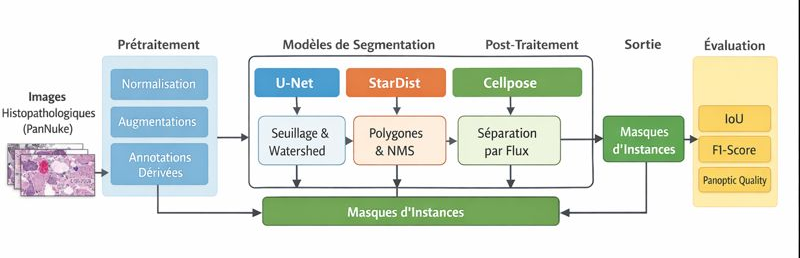 Prétraitement
Modèles de Segmentation
Post-Traitement
Sortie
Évaluation
Images
Histopathologiques
(PanNuke)
Normalisation
Augmentations
Annotations
Dérivées
U-Net
StarDist
Cellpose
Seuillage &
Watershed
Polygones
& NMS
Séparation
par Flux
Masques
d'Instances
IoU
F1-Score
Panoptic Quality
Masques d'Instances